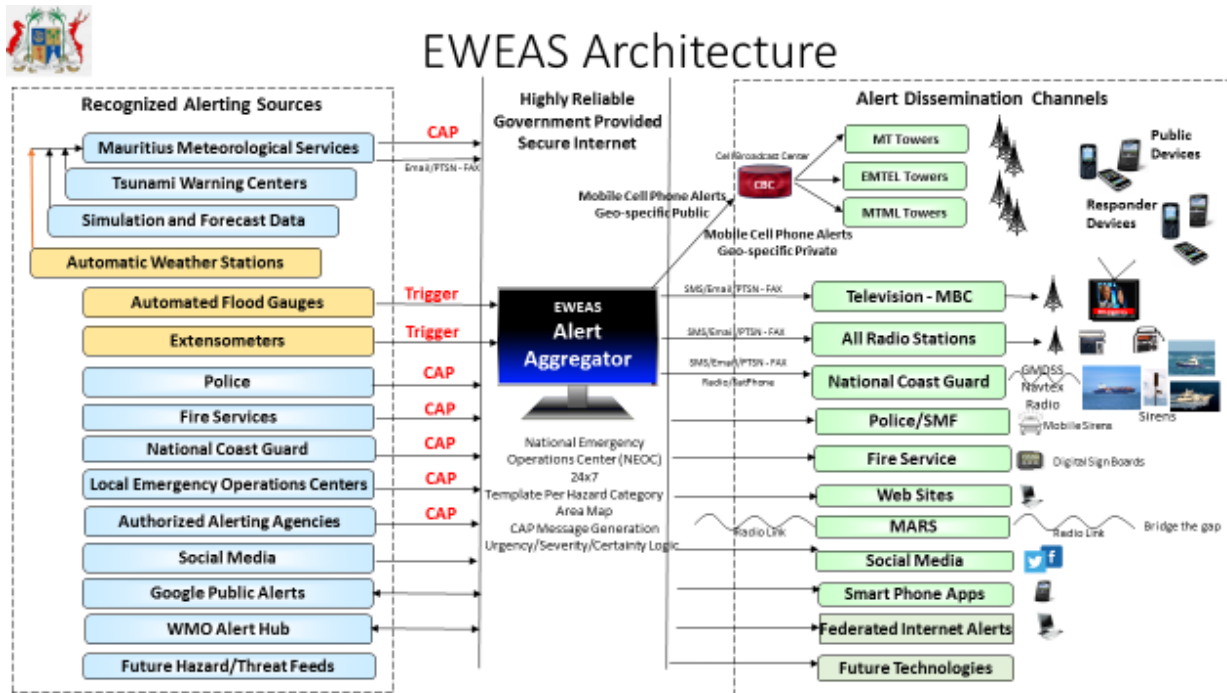 EWEAS Architecture
Recognized Alerting Sources
Mauritius Meteorological Services
Tsunami Warning Centers
Simulation and Forecast Data
Automatic Weather Stations
Automated Flood Gauges
Extensometers
Police
Fire Services
National Coast Guard
Local Emergency Operations Centers
Authorized Alerting Agencies
Social Media
Google Public Alerts
WMO Alert Hub
Future Hazard/Threat Feeds
CAP
Email/PTSN - FAX
Trigger
Trigger
CAP
CAP
CAP
CAP
CAP
Highly Reliable
Government Provided
Secure Internet
Mobile Cell Phone Alerts
Geo-specific Public
Mobile Cell Phone Alerts
Geo-specific Private
EWEAS
Alert
Aggregator
National Emergency
Operations Center (NEOC)
24x7
Template Per Hazard Category
Area Map
CAP Message Generation
Urgency/Severity/Certainty Logic
SMS/Email/PTSN - FAX
SMS/Email/PTSN - FAX
SMS/Email/PTSN - FAX
Radio/SatPhone
Radio Link
Alert Dissemination Channels
Cell Broadcast Center
CBC
MT Towers
EMTEL Towers
MTML Towers
Public
Devices
Responder
Devices
Television - MBC
All Radio Stations
National Coast Guard
GMDSS
Navtex
Radio
Sirens
Police/SMF
Mobile Sirens
Fire Service
Digital Sign Boards
Web Sites
MARS
Radio Link
Bridge the gap
Social Media
Smart Phone Apps
Federated Internet Alerts
Future Technologies